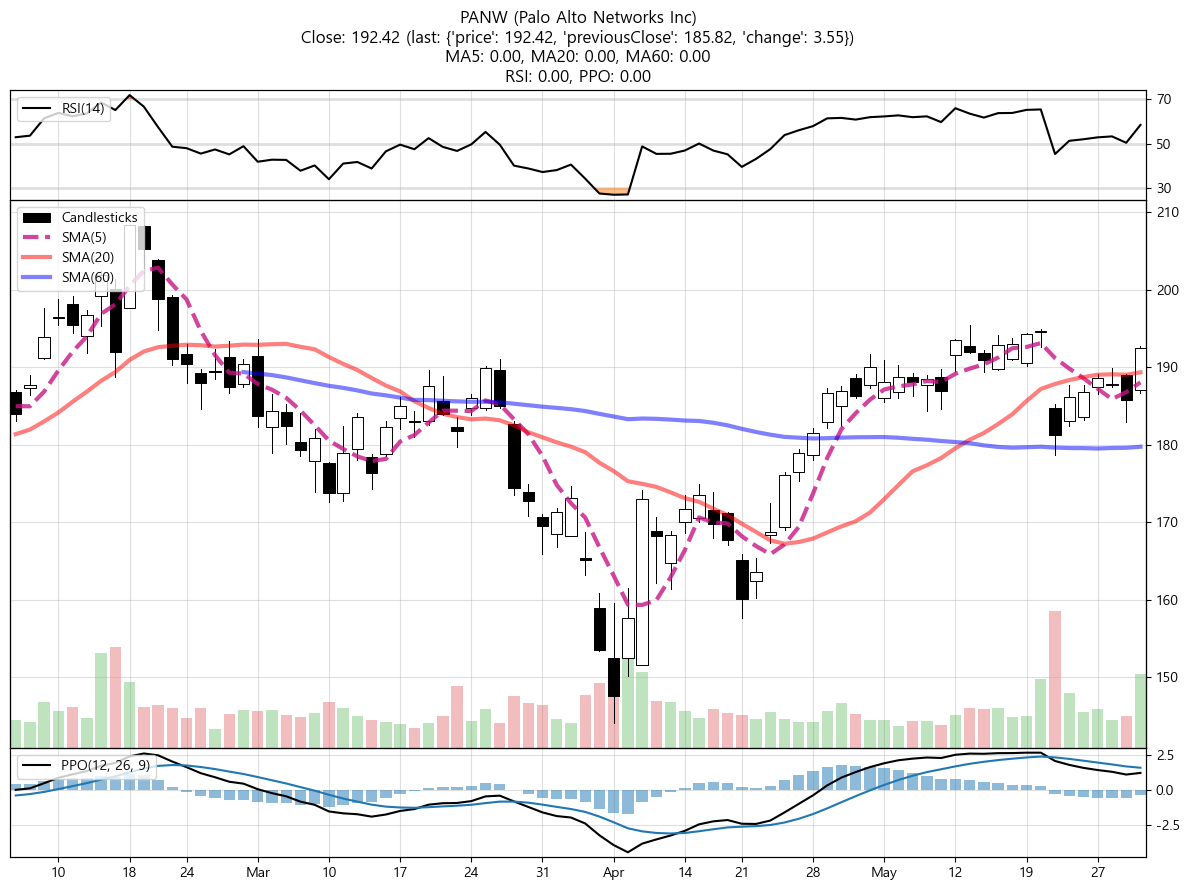 PANW (Palo Alto Networks Inc)
Close: 192.42 (last: {'price': 192.42, 'previousClose': 185.82, 'change': 3.55})
MA5: 0.00, MA20: 0.00, MA60: 0.00
RSI: 0.00, PPO: 0.00
RSI(14)
70
50
30
Candlesticks
SMA(5)
SMA(20)
SMA(60)
210
200
190
180
170
160
150
PPO(12, 26, 9)
2.5
0.0
−2.5
10 18 24 Mar 10 17 24 31 Apr 14 21 28 May 12 19 27